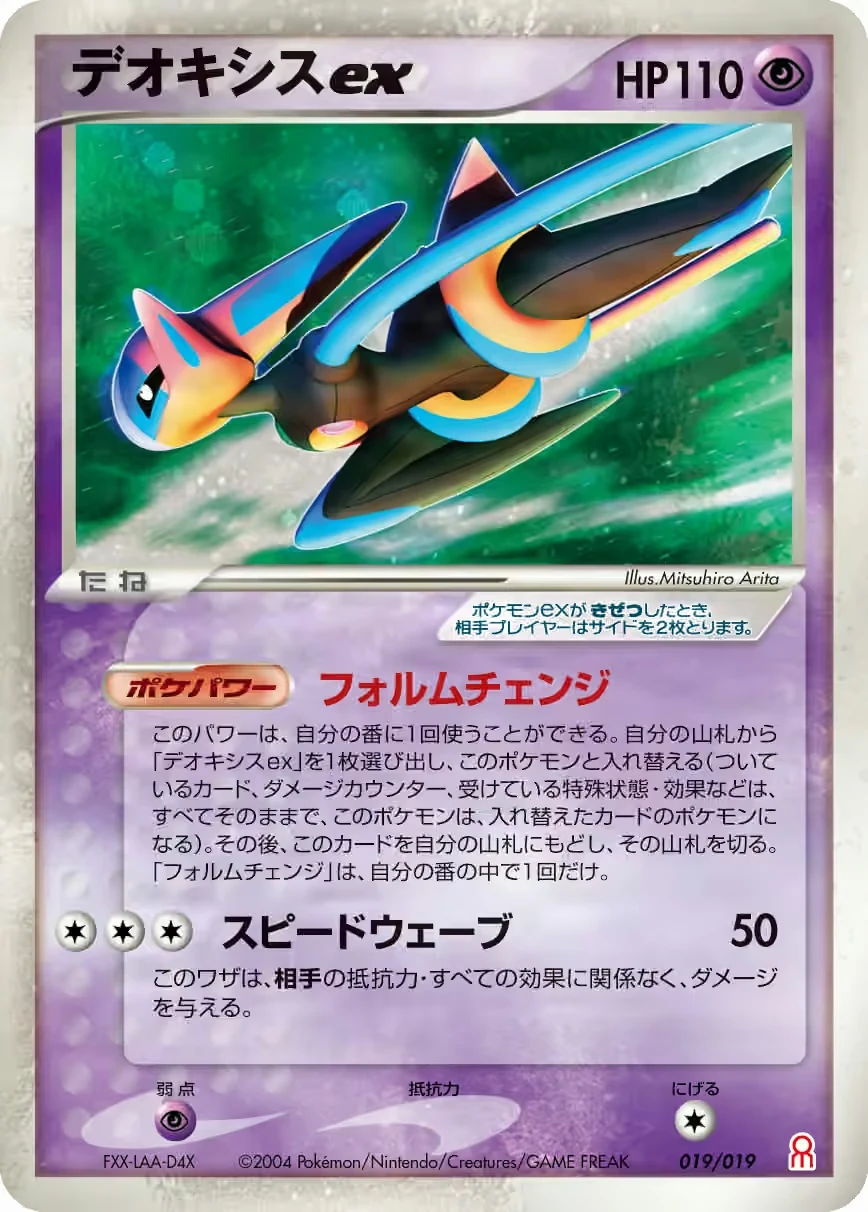 デオキシスex
HP110
たね
Illus.Mitsuhiro Arita
ポケモンexがきぜつしたとき、
相手プレイヤーはサイドを2枚とります。
ポケパワー フォルムチェンジ
このパワーは、自分の番に1回使うことができる。自分の山札から
「デオキシスex」を1枚選び出し、このポケモンと入れ替える(ついて
いるカード、ダメージカウンター、受けている特殊状態・効果などは、
すべてそのままで、このポケモンは、入れ替えたカードのポケモンに
なる)。その後、このカードを自分の山札にもどし、その山札を切る。
「フォルムチェンジ」は、自分の番の中で1回だけ。
スピードウェーブ 50
このワザは、相手の抵抗力・すべての効果に関係なく、ダメージ
を与える。
弱点 抵抗力 にげる
FXX-LAA-D4X ©2004 Pokémon/Nintendo/Creatures/GAME FREAK 019/019